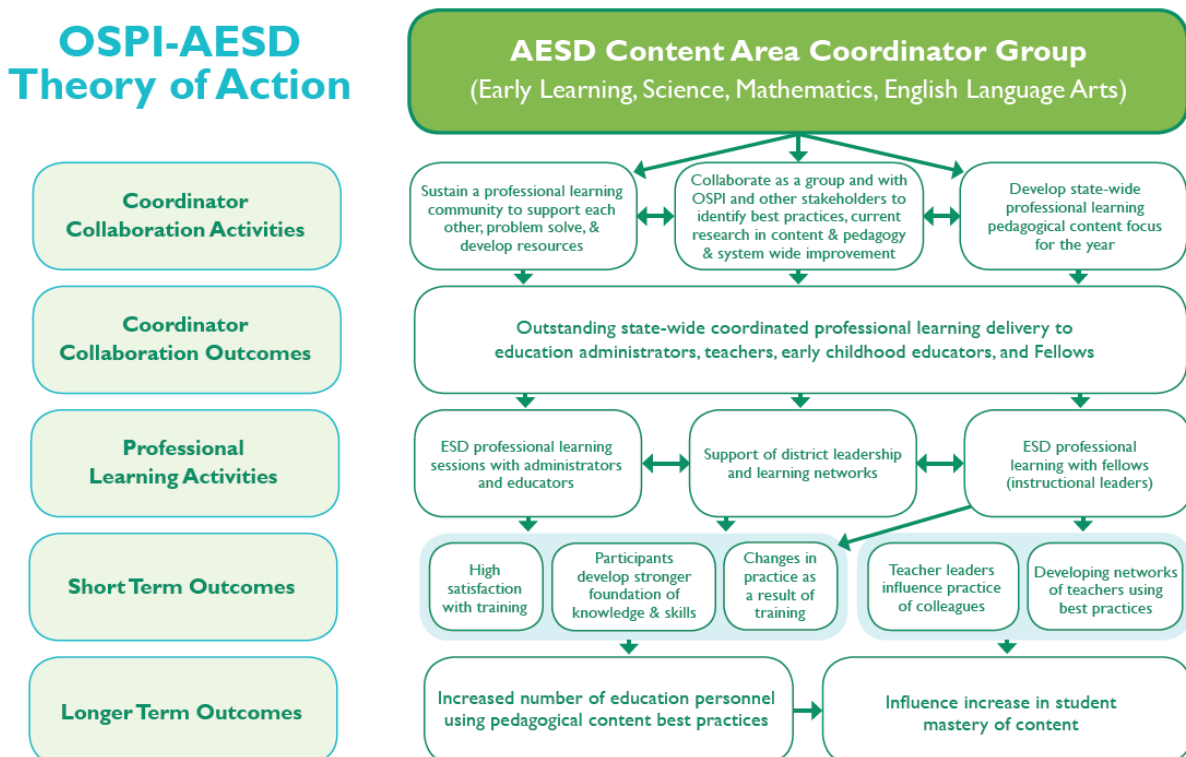 OSPI-AESD
Theory of Action
AESD Content Area Coordinator Group
(Early Learning, Science, Mathematics, English Language Arts)
Coordinator
Collaboration Activities
Sustain a professional learning
community to support each
other, problem solve, &
develop resources
Collaborate as a group and with
OSPI and other stakeholders to
identify best practices, current
research in content & pedagogy
& system wide improvement
Develop state-wide
professional learning
pedagogical content focus
for the year
Coordinator
Collaboration Outcomes
Outstanding state-wide coordinated professional learning delivery to
education administrators, teachers, early childhood educators, and Fellows
Professional
Learning Activities
ESD professional learning
sessions with administrators
and educators
Support of district leadership
and learning networks
ESD professional
learning with fellows
(instructional leaders)
Short Term Outcomes
High
satisfaction
with training
Participants
develop stronger
foundation of
knowledge & skills
Changes in
practice as
a result of
training
Teacher leaders
influence practice
of colleagues
Developing networks
of teachers using
best practices
Longer Term Outcomes
Increased number of education personnel
using pedagogical content best practices
Influence increase in student
mastery of content